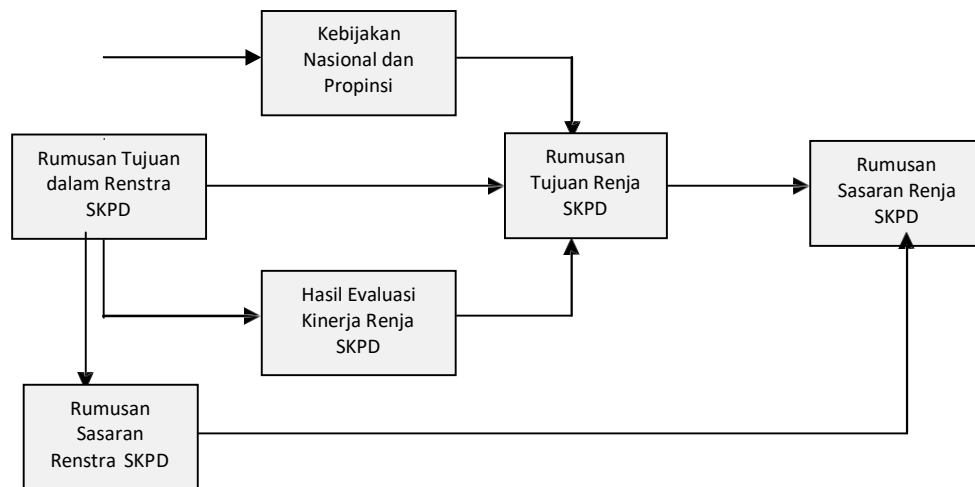 Kebijakan
Nasional dan
Propinsi
Rumusan Tujuan
dalam Renstra
SKPD
Rumusan
Tujuan Renja
SKPD
Rumusan
Sasaran Renja
SKPD
Hasil Evaluasi
Kinerja Renja
SKPD
Rumusan
Sasaran
Renstra SKPD